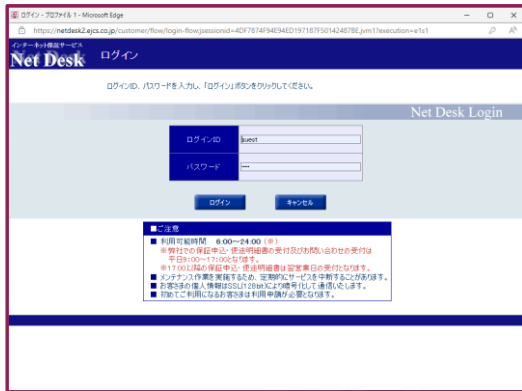 ログイン - プロファイル 1 - Microsoft Edge
https://netdesk2.ejcs.co.jp/customer/flow/login-flow;jsessionid=4DF7874F94E94ED197187F501424878E.jvm1?execution=e1s1
インターネット保証サービス
Net Desk ログイン
ログインID、パスワードを入力し、「ログイン」ボタンをクリックしてください。
Net Desk Login
ログインID guest
パスワード ••••
ログイン キャンセル
■ご注意
■ 利用可能時間 6:00～24:00 (※)
※弊社での保証申込・使途明細書の受付及びお問い合わせの受付は
平日9:00～17:00となります。
※17:00以降の保証申込・使途明細書は翌営業日の受付となります。
■ メンテナンス作業を実施するため、定期的にサービスを中断することがあります。
■ お客さまの個人情報はSSL(128bit)により暗号化して通信いたします。
■ 初めてご利用になるお客さまは利用申請が必要となります。